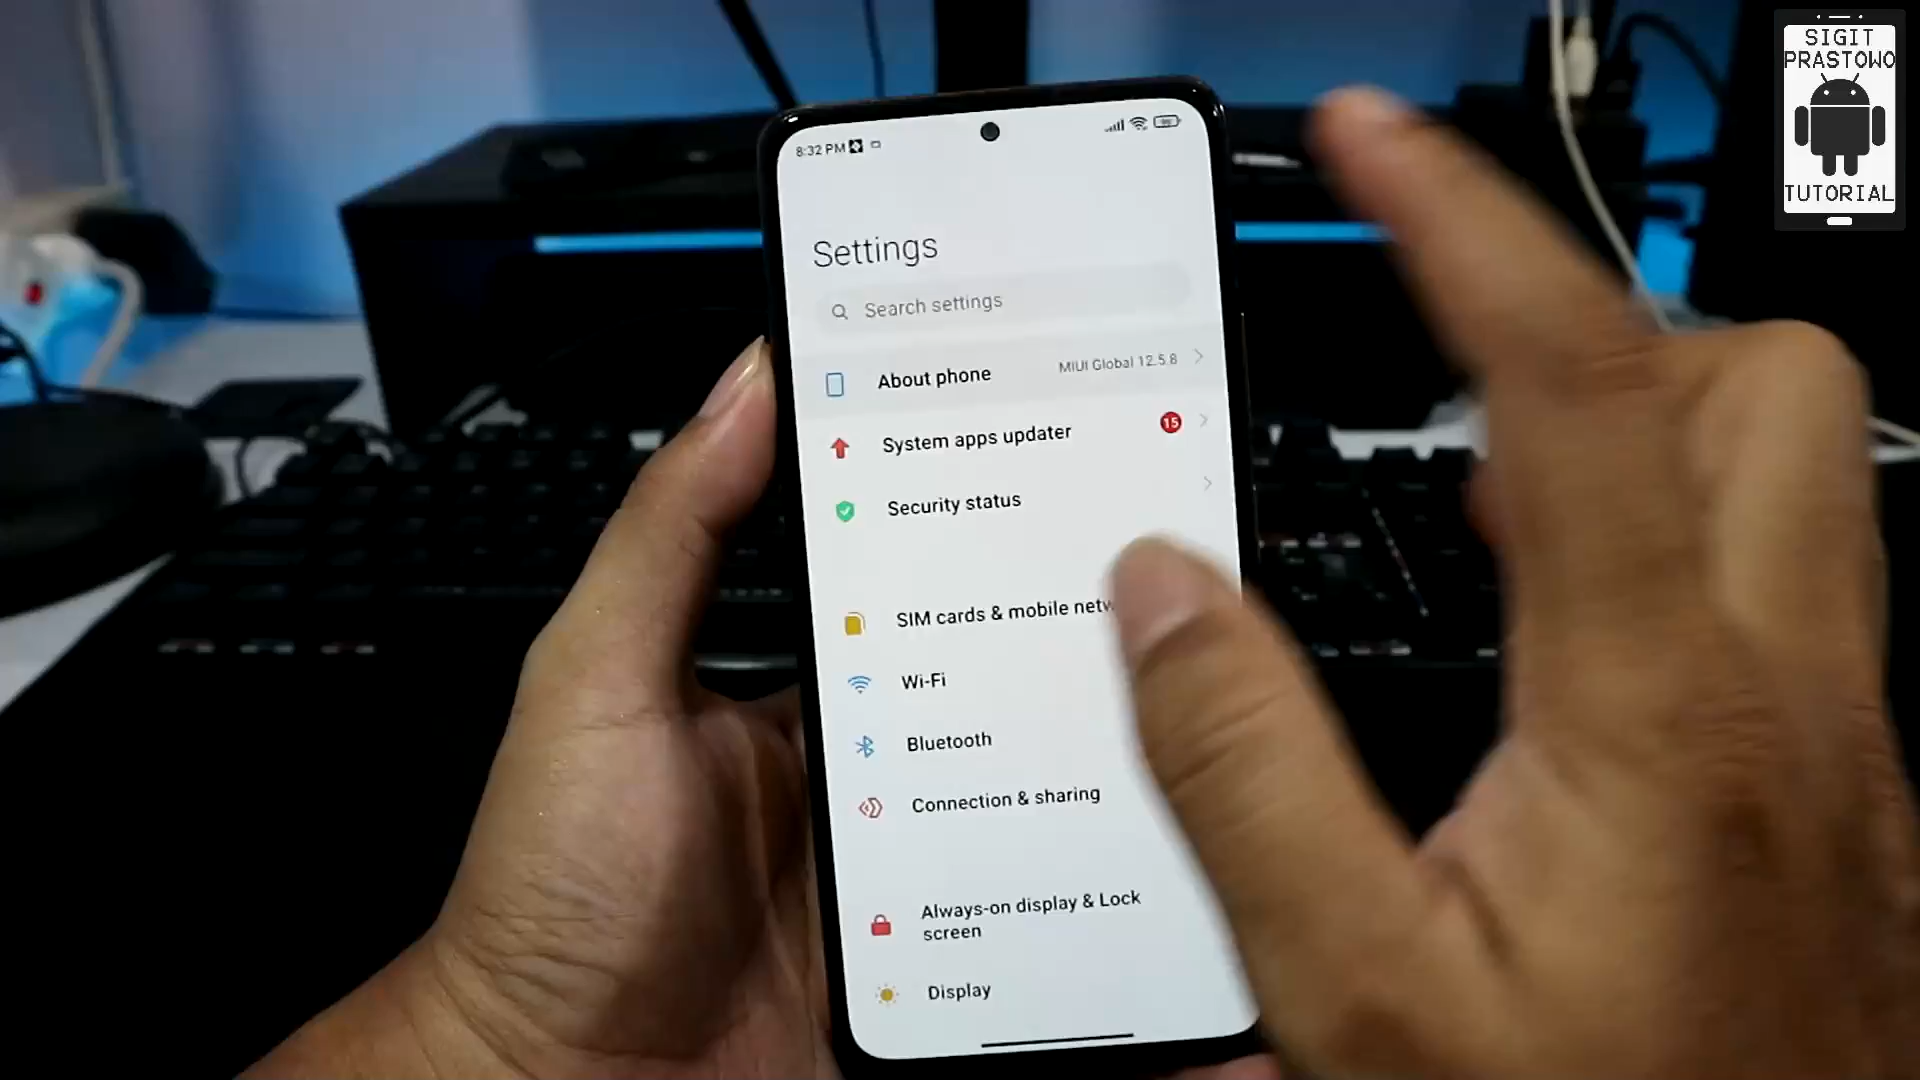 SIGIT
PRASTOWO
TUTORIAL
8:32 PM
Settings
Search settings
About phone MIUI Global 12.5.8
System apps updater 15
Security status
SIM cards & mobile netw
Wi-Fi
Bluetooth
Connection & sharing
Always-on display & Lock
screen
Display